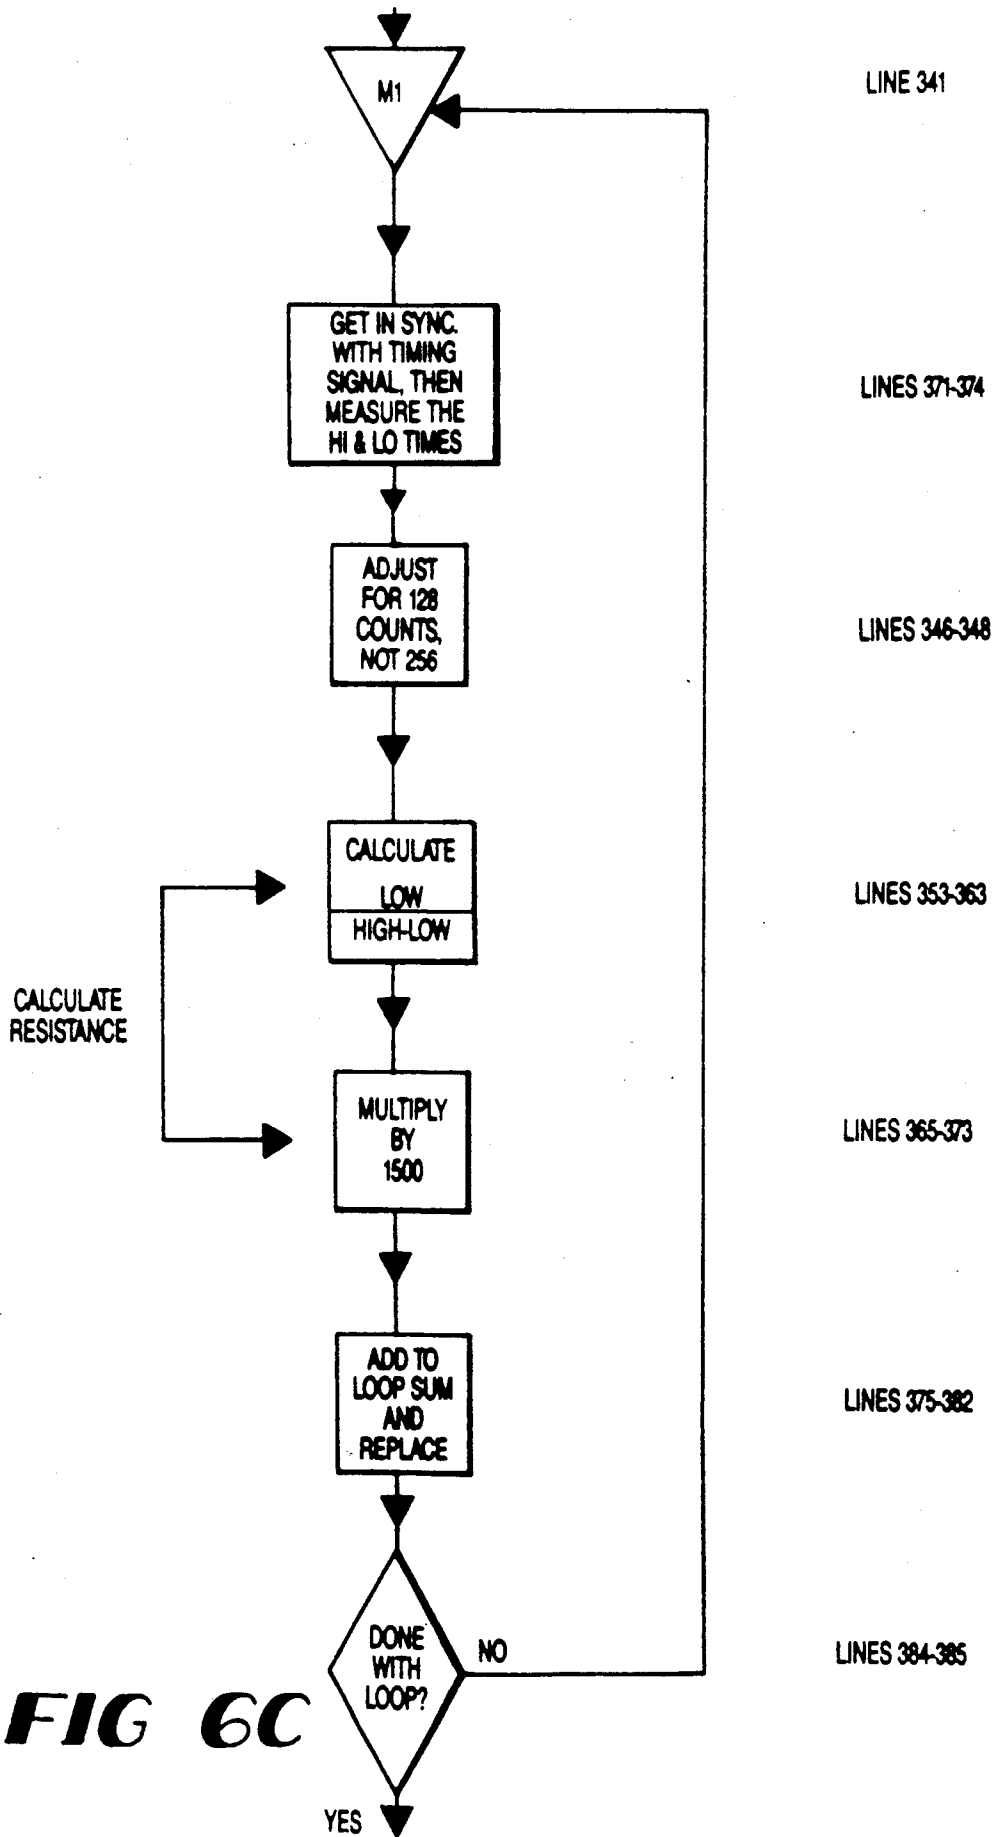 M1
LINE 341
GET IN SYNC.
WITH TIMING
SIGNAL, THEN
MEASURE THE
HI & LO TIMES
LINES 371-374
ADJUST
FOR 128
COUNTS,
NOT 256
LINES 346-348
CALCULATE
LOW
HIGH-LOW
LINES 353-363
CALCULATE
RESISTANCE
MULTIPLY
BY
1500
LINES 365-373
ADD TO
LOOP SUM
AND
REPLACE
LINES 375-382
DONE
WITH
LOOP?
NO
LINES 384-385
FIG 6C
YES